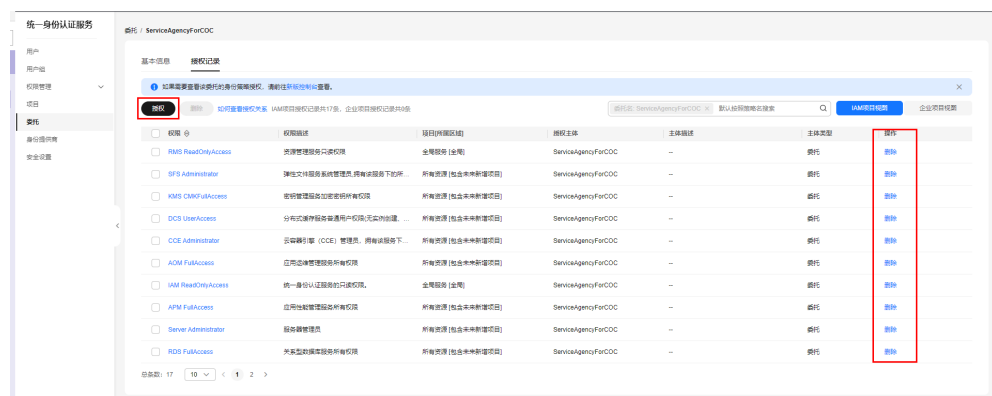 统一身份认证服务
委托 / ServiceAgencyForCOC
用户
用户组
权限管理
项目
委托
身份提供商
安全设置
基本信息 授权记录
如果需要查看该委托的身份策略授权，请前往新版控制台查看。
授权 删除 如何查看授权关系 IAM项目授权记录共17条，企业项目授权记录共0条 委托名: ServiceAgencyForCOC × 默认按照策略名搜索 IAM项目视图 企业项目视图
权限 权限描述 项目[所属区域] 授权主体 主体描述 主体类型 操作
RMS ReadOnlyAccess 资源管理服务只读权限 全局服务 [全局] ServiceAgencyForCOC -- 委托 删除
SFS Administrator 弹性文件服务系统管理员,拥有该服务下的所... 所有资源 [包含未来新增项目] ServiceAgencyForCOC -- 委托 删除
KMS CMKFullAccess 密钥管理服务加密密钥所有权限 所有资源 [包含未来新增项目] ServiceAgencyForCOC -- 委托 删除
DCS UserAccess 分布式缓存服务普通用户权限(无实例创建、... 所有资源 [包含未来新增项目] ServiceAgencyForCOC -- 委托 删除
CCE Administrator 云容器引擎（CCE）管理员，拥有该服务下... 所有资源 [包含未来新增项目] ServiceAgencyForCOC -- 委托 删除
AOM FullAccess 应用运维管理服务所有权限 所有资源 [包含未来新增项目] ServiceAgencyForCOC -- 委托 删除
IAM ReadOnlyAccess 统一身份认证服务的只读权限。 全局服务 [全局] ServiceAgencyForCOC -- 委托 删除
APM FullAccess 应用性能管理服务所有权限 所有资源 [包含未来新增项目] ServiceAgencyForCOC -- 委托 删除
Server Administrator 服务器管理员 所有资源 [包含未来新增项目] ServiceAgencyForCOC -- 委托 删除
RDS FullAccess 关系型数据库服务所有权限 所有资源 [包含未来新增项目] ServiceAgencyForCOC -- 委托 删除
总条数: 17 10 < 1 2 >